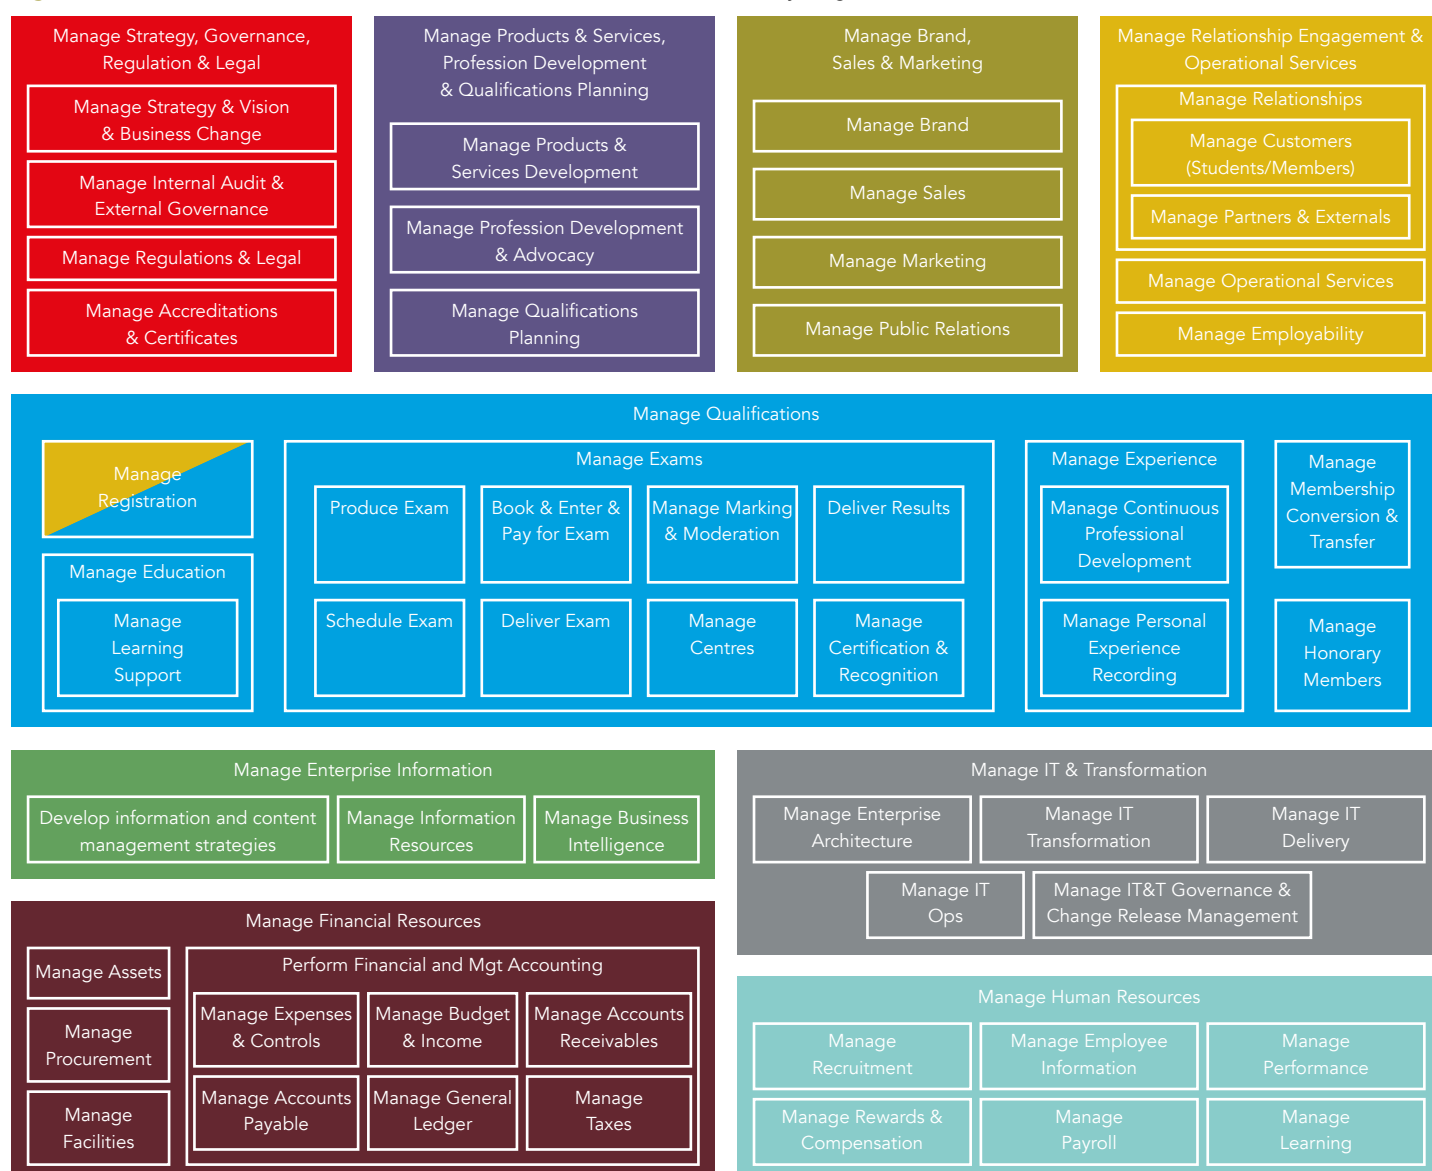 Manage Strategy, Governance,
Regulation & Legal
Manage Strategy & Vision
& Business Change
Manage Internal Audit &
External Governance
Manage Regulations & Legal
Manage Accreditations
& Certificates
Manage Products & Services,
Profession Development
& Qualifications Planning
Manage Products &
Services Development
Manage Profession Development
& Advocacy
Manage Qualifications
Planning
Manage Brand,
Sales & Marketing
Manage Brand
Manage Sales
Manage Marketing
Manage Public Relations
Manage Relationship Engagement &
Operational Services
Manage Relationships
Manage Customers
(Students/Members)
Manage Partners & Externals
Manage Operational Services
Manage Employability
Manage Qualifications
Manage
Registration
Manage Education
Manage
Learning
Support
Manage Exams
Produce Exam
Book & Enter &
Pay for Exam
Manage Marking
& Moderation
Deliver Results
Schedule Exam
Deliver Exam
Manage
Centres
Manage
Certification &
Recognition
Manage Experience
Manage Continuous
Professional
Development
Manage Personal
Experience
Recording
Manage
Membership
Conversion &
Transfer
Manage
Honorary
Members
Manage Enterprise Information
Develop information and content
management strategies
Manage Information
Resources
Manage Business
Intelligence
Manage IT & Transformation
Manage Enterprise
Architecture
Manage IT
Transformation
Manage IT
Delivery
Manage IT
Ops
Manage IT&T Governance &
Change Release Management
Manage Financial Resources
Manage Assets
Manage
Procurement
Manage
Facilities
Perform Financial and Mgt Accounting
Manage Expenses
& Controls
Manage Budget
& Income
Manage Accounts
Receivables
Manage Accounts
Payable
Manage General
Ledger
Manage
Taxes
Manage Human Resources
Manage
Recruitment
Manage Employee
Information
Manage
Performance
Manage Rewards &
Compensation
Manage
Payroll
Manage
Learning